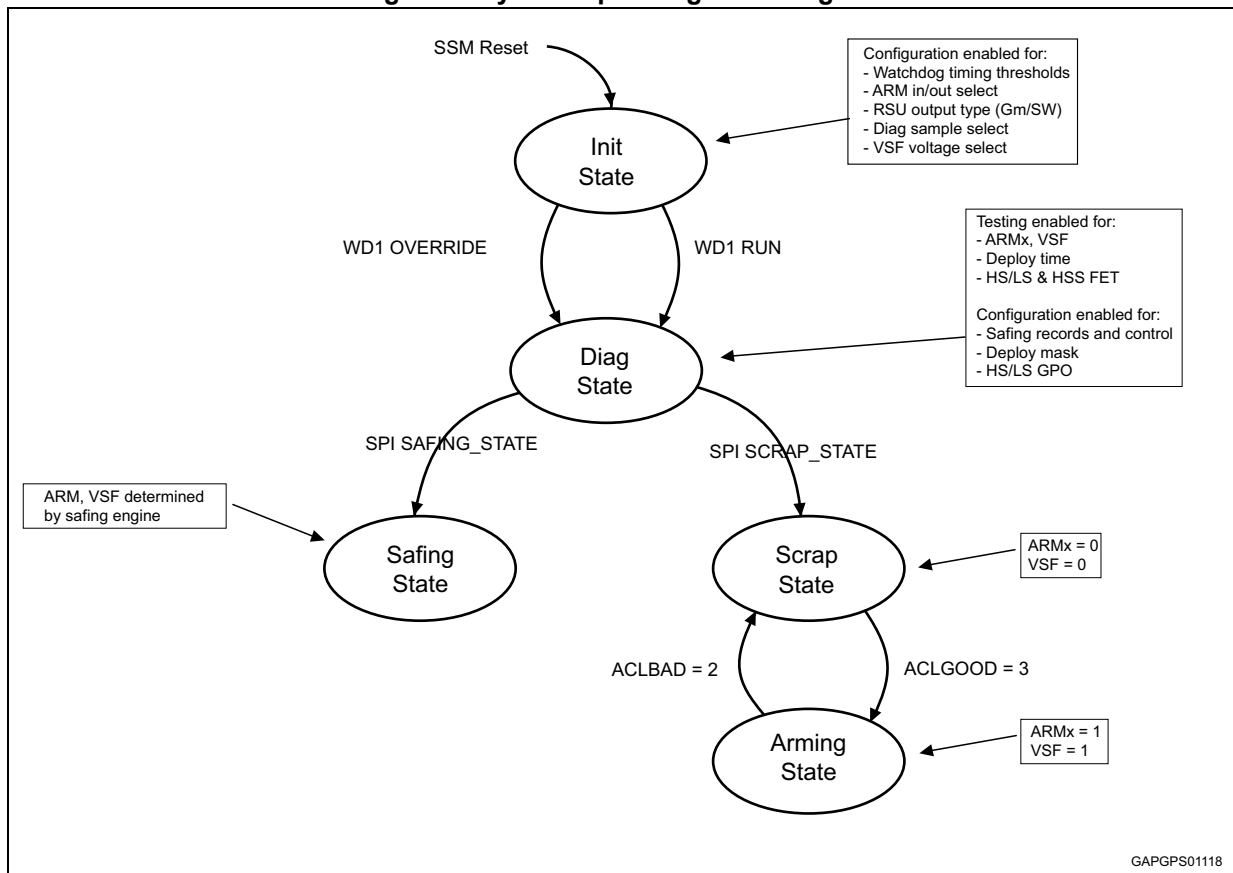 SSM Reset
Configuration enabled for:
- Watchdog timing thresholds
- ARM in/out select
- RSU output type (Gm/SW)
- Diag sample select
- VSF voltage select
Init
State
WD1 OVERRIDE
WD1 RUN
Testing enabled for:
- ARMx, VSF
- Deploy time
- HS/LS & HSS FET
Configuration enabled for:
- Safing records and control
- Deploy mask
- HS/LS GPO
Diag
State
SPI SAFING_STATE
SPI SCRAP_STATE
ARM, VSF determined
by safing engine
Safing
State
Scrap
State
ARMx = 0
VSF = 0
ACLBAD = 2
ACLGOOD = 3
Arming
State
ARMx = 1
VSF = 1
GAPGPS01118